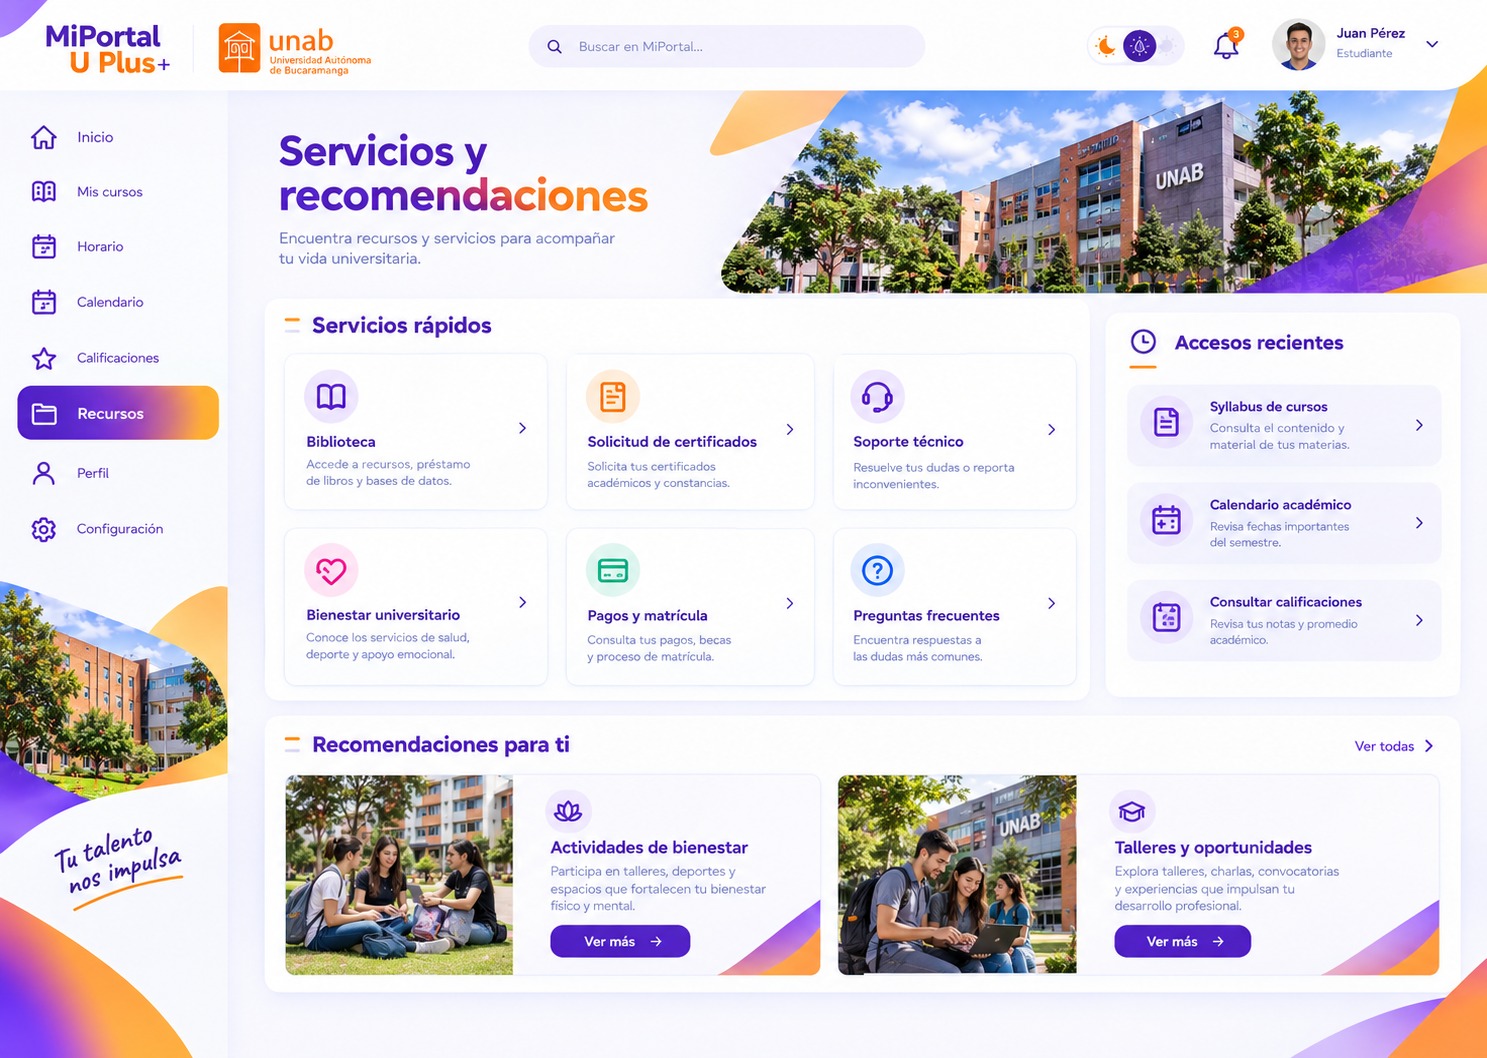 MiPortal
U Plus+
unab
Universidad Autónoma
de Bucaramanga
Buscar en MiPortal...
3
Juan Pérez
Estudiante
Inicio
Mis cursos
Horario
Calendario
Calificaciones
Recursos
Perfil
Configuración
Tu talento
nos impulsa
Servicios y
recomendaciones
Encuentra recursos y servicios para acompañar
tu vida universitaria.
UNAB
Servicios rápidos
Biblioteca
Accede a recursos, préstamo
de libros y bases de datos.
Solicitud de certificados
Solicita tus certificados
académicos y constancias.
Soporte técnico
Resuelve tus dudas o reporta
inconvenientes.
Bienestar universitario
Conoce los servicios de salud,
deporte y apoyo emocional.
Pagos y matrícula
Consulta tus pagos, becas
y proceso de matrícula.
Preguntas frecuentes
Encuentra respuestas a
las dudas más comunes.
Accesos recientes
Syllabus de cursos
Consulta el contenido y
material de tus materias.
Calendario académico
Revisa fechas importantes
del semestre.
Consultar calificaciones
Revisa tus notas y promedio
académico.
Recomendaciones para ti
Ver todas
Actividades de bienestar
Participa en talleres, deportes y
espacios que fortalecen tu bienestar
físico y mental.
Ver más
UNAB
Talleres y oportunidades
Explora talleres, charlas, convocatorias
y experiencias que impulsan tu
desarrollo profesional.
Ver más